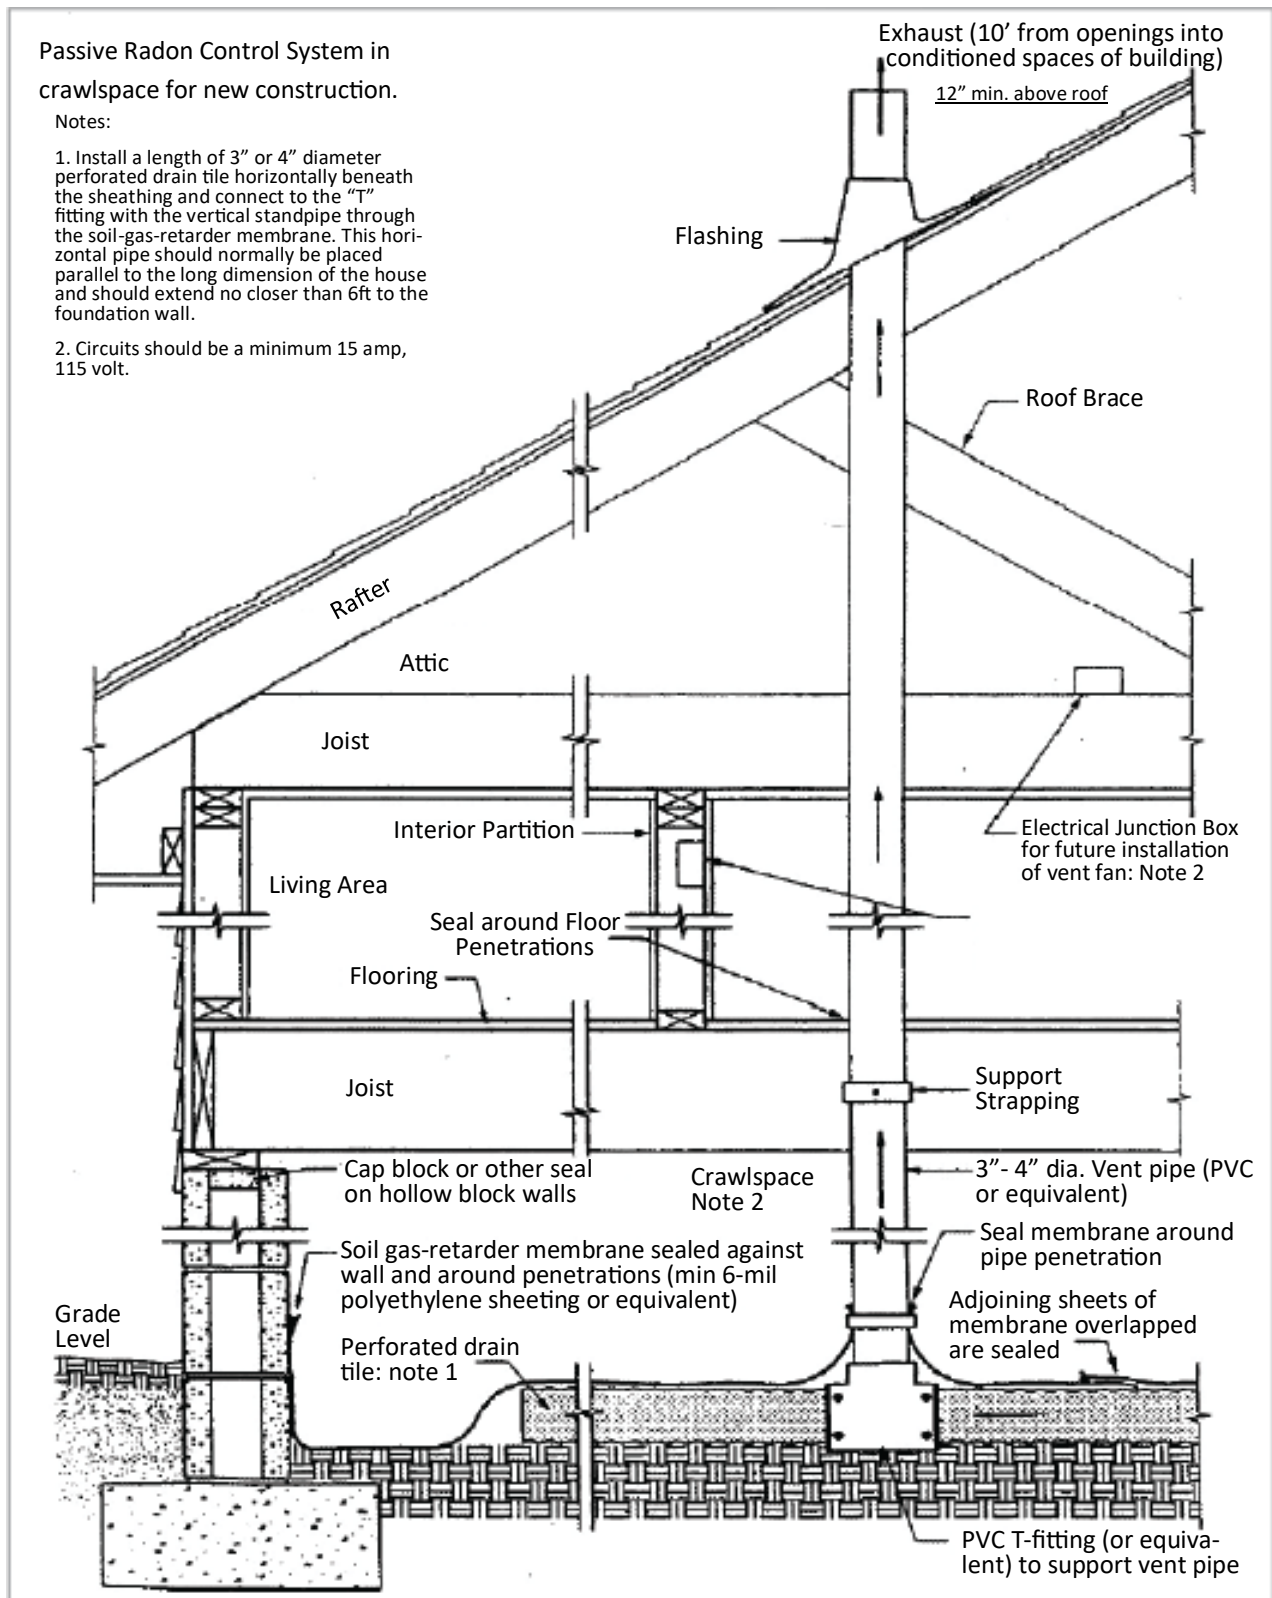 Passive Radon Control System in
crawlspace for new construction.
Notes:
1. Install a length of 3” or 4” diameter
perforated drain tile horizontally beneath
the sheathing and connect to the “T”
fitting with the vertical standpipe through
the soil-gas-retarder membrane. This hori-
zontal pipe should normally be placed
parallel to the long dimension of the house
and should extend no closer than 6ft to the
foundation wall.
2. Circuits should be a minimum 15 amp,
115 volt.
Exhaust (10’ from openings into
conditioned spaces of building)
12” min. above roof
Flashing
Roof Brace
Rafter
Attic
Joist
Interior Partition
Electrical Junction Box
for future installation
of vent fan: Note 2
Living Area
Seal around Floor
Penetrations
Flooring
Joist
Support
Strapping
Cap block or other seal
on hollow block walls
Crawlspace
Note 2
3”- 4” dia. Vent pipe (PVC
or equivalent)
Soil gas-retarder membrane sealed against
wall and around penetrations (min 6-mil
polyethylene sheeting or equivalent)
Seal membrane around
pipe penetration
Grade
Level
Perforated drain
tile: note 1
Adjoining sheets of
membrane overlapped
are sealed
PVC T-fitting (or equiva-
lent) to support vent pipe